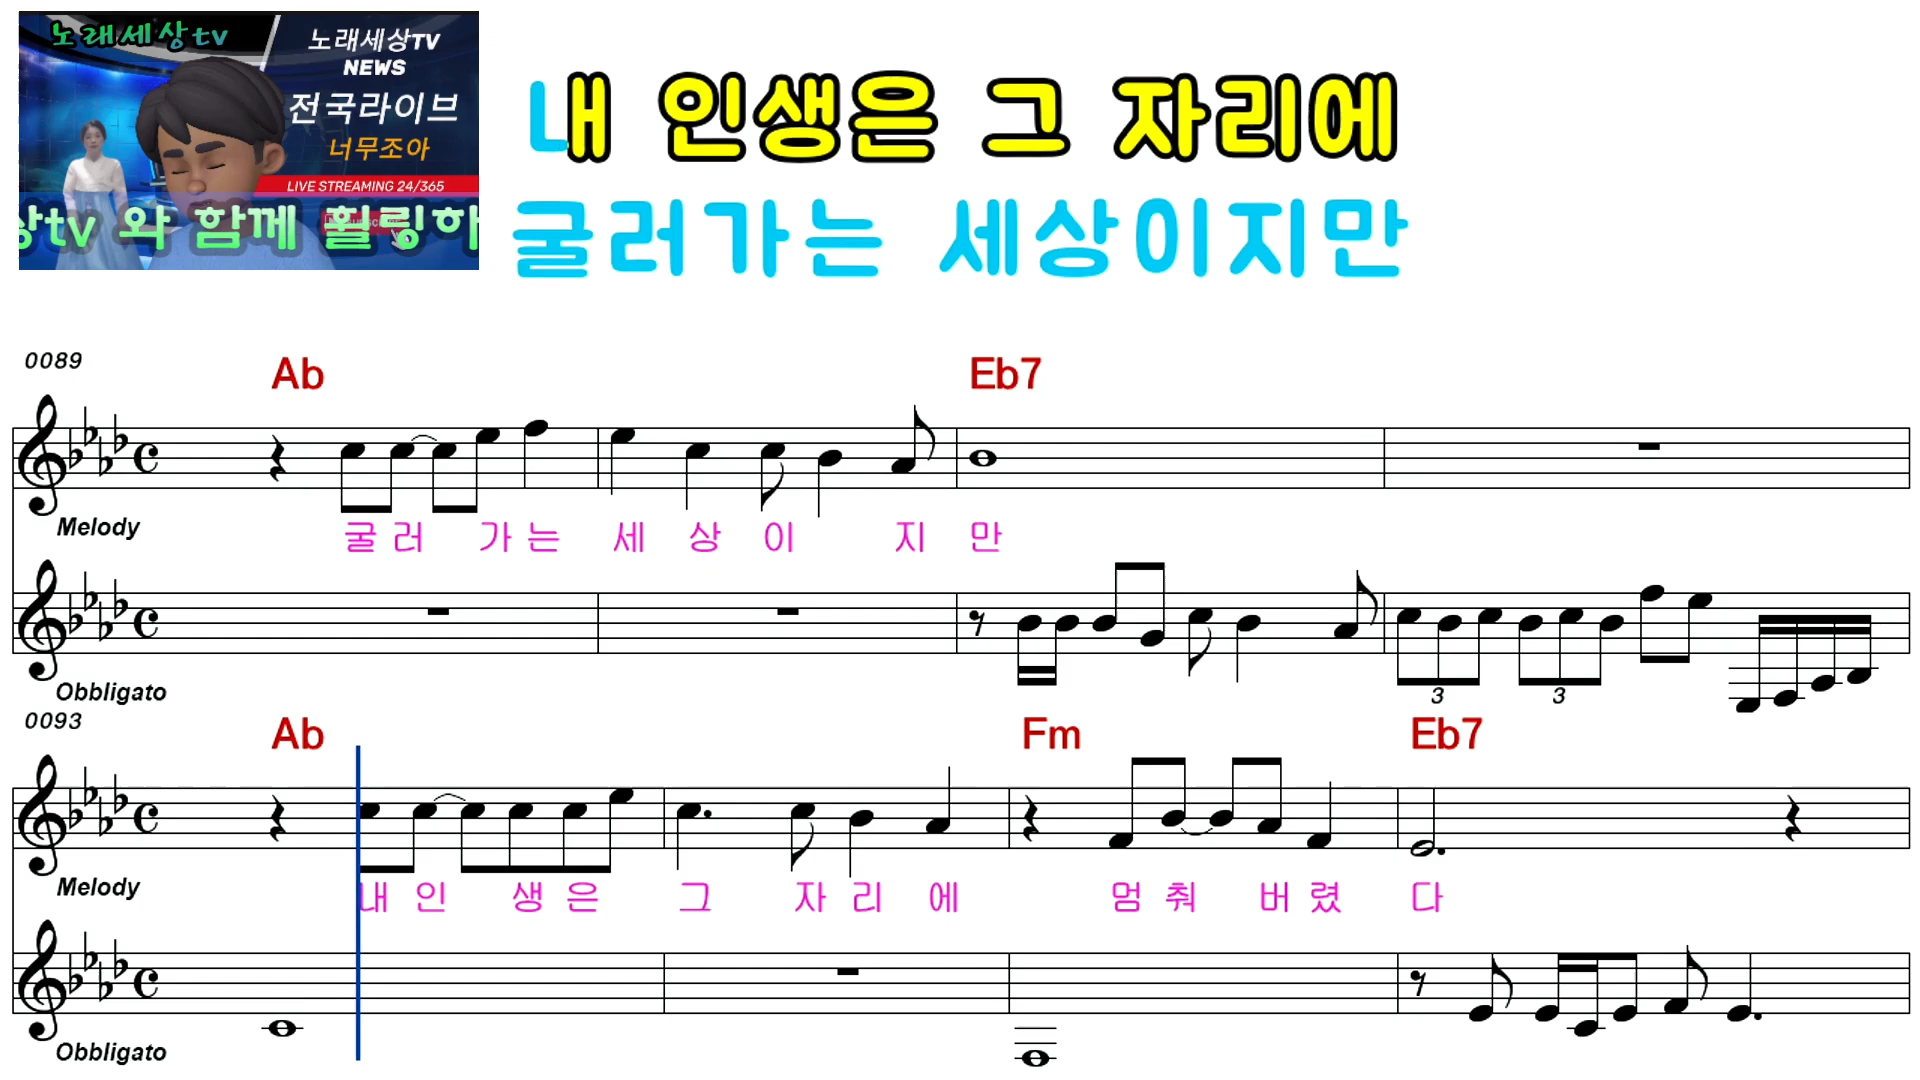 노래세상tv
노래세상TV
NEWS
전국라이브
너무조아
LIVE STREAMING 24/365
상tv 와 함께 힐링하
내 인생은 그 자리에
굴러가는 세상이지만
0089
Ab Eb7
Melody
굴 러 가 는 세 상 이 지 만
3 3
Obbligato
0093
Ab Fm Eb7
Melody
내 인 생 은 그 자 리 에 멈 춰 버 렸 다
Obbligato